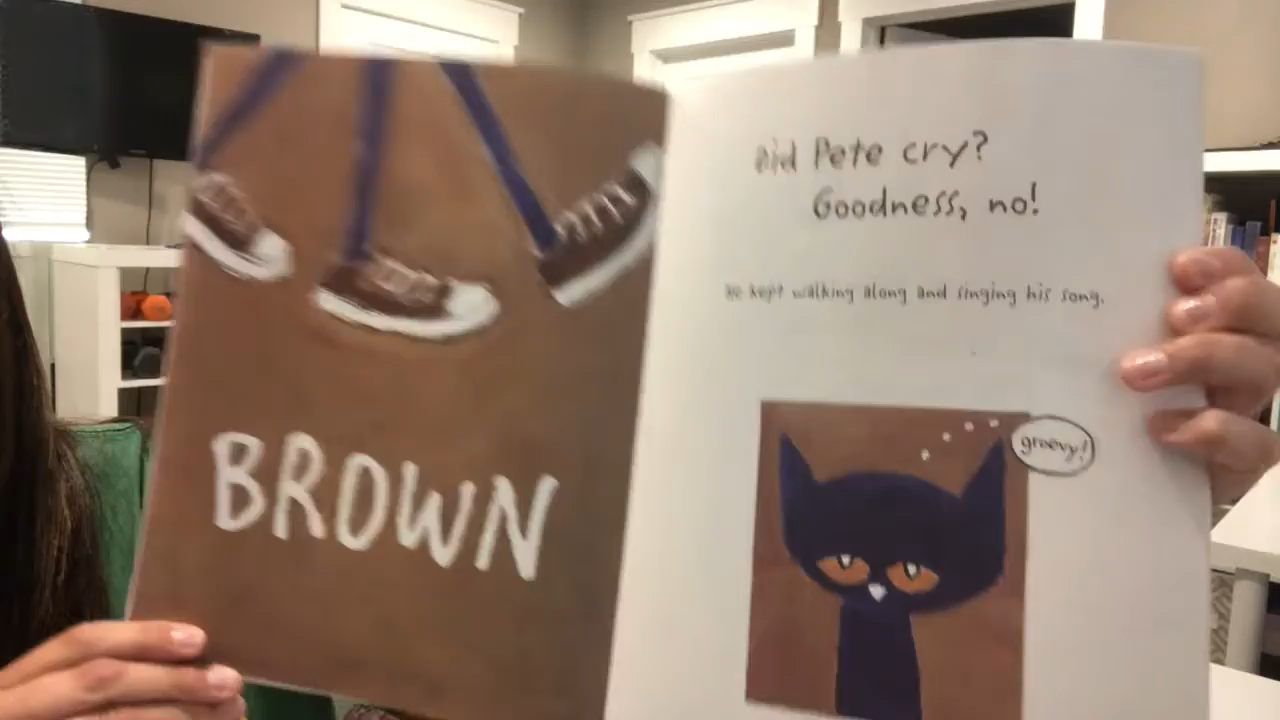 BROWN
Did Pete cry?
Goodness, no!
He kept walking along and singing his song.
groovy!